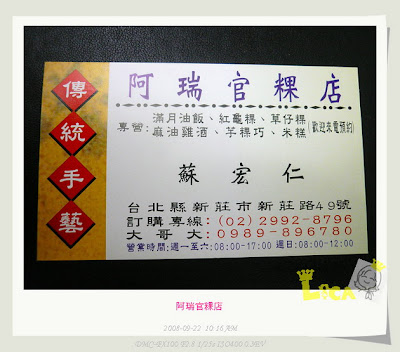 傳統手藝
阿瑞官粿店
專營:
滿月油飯、紅龜粿、草仔粿
麻油雞酒、芋粿巧、米糕
(歡迎來電預約)
蘇宏仁
台北縣新莊市新莊路49號
訂購專線:(02)2992-8796
大哥大:0989-896780
營業時間:週一至六:08:00-17:00 週日:08:00-12:00
LICA
阿瑞官粿店
2008-09-22 10:16 AM